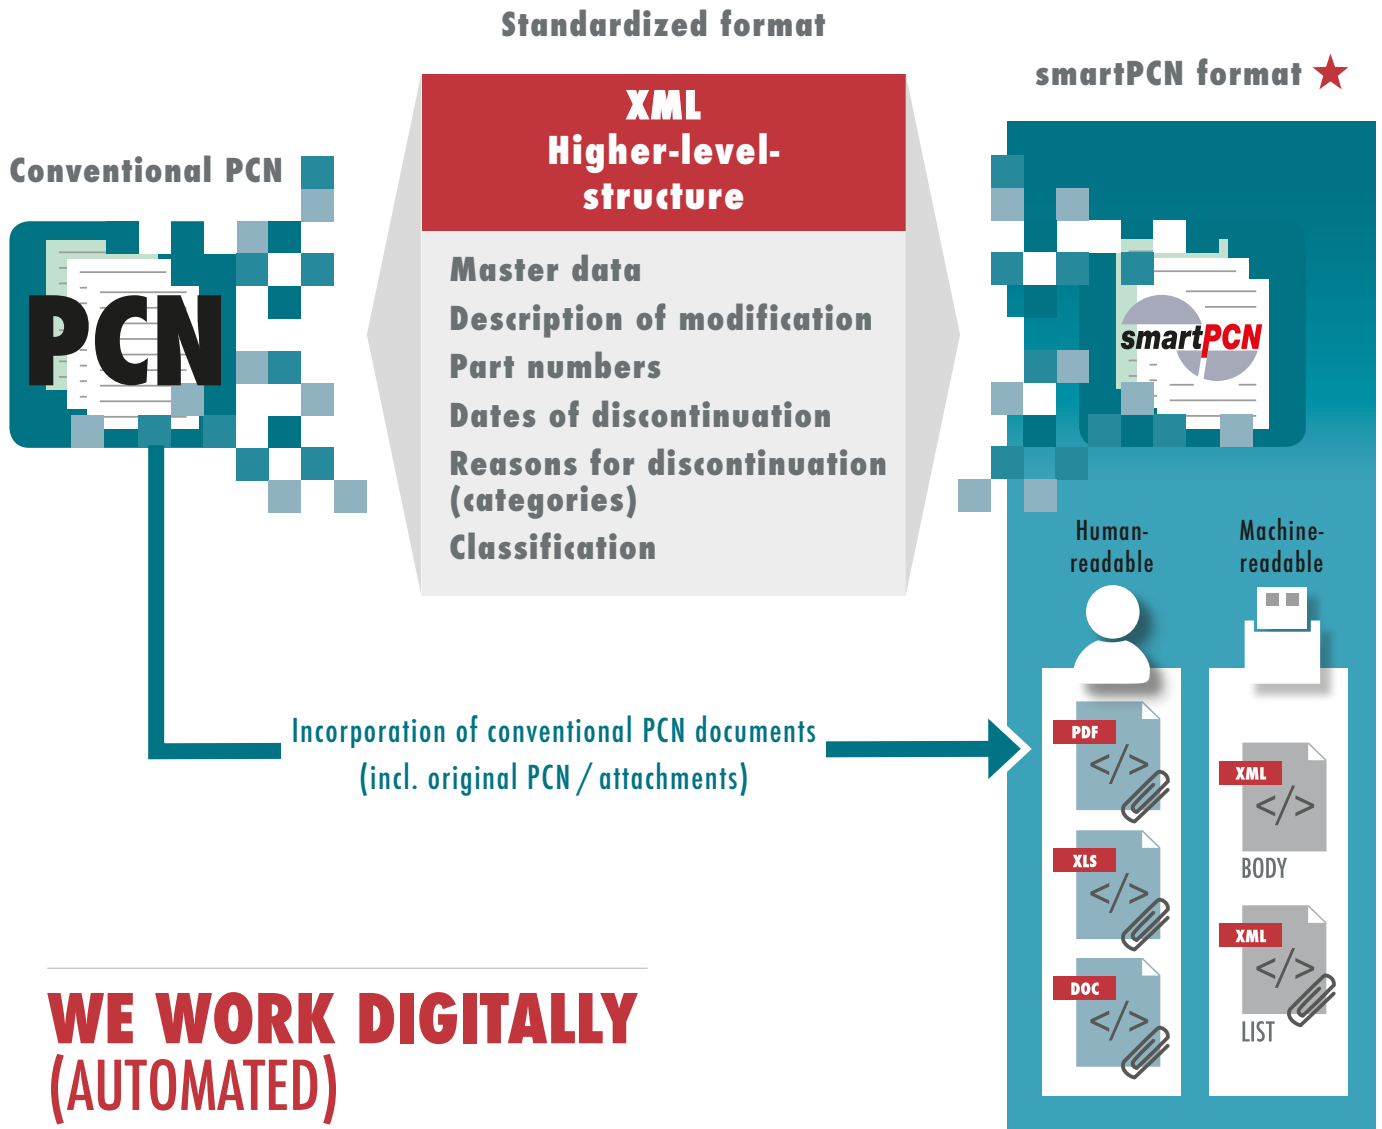 Standardized format
smartPCN format
Conventional PCN
XML
Higher-level-
structure
PCN
Master data
Description of modification
Part numbers
Dates of discontinuation
Reasons for discontinuation
(categories)
Classification
smartPCN
Human-
readable
Machine-
readable
Incorporation of conventional PCN documents
(incl. original PCN / attachments)
PDF
</>
XLS
</>
DOC
</>
XML
</>
BODY
XML
</>
LIST
WE WORK DIGITALLY
(AUTOMATED)